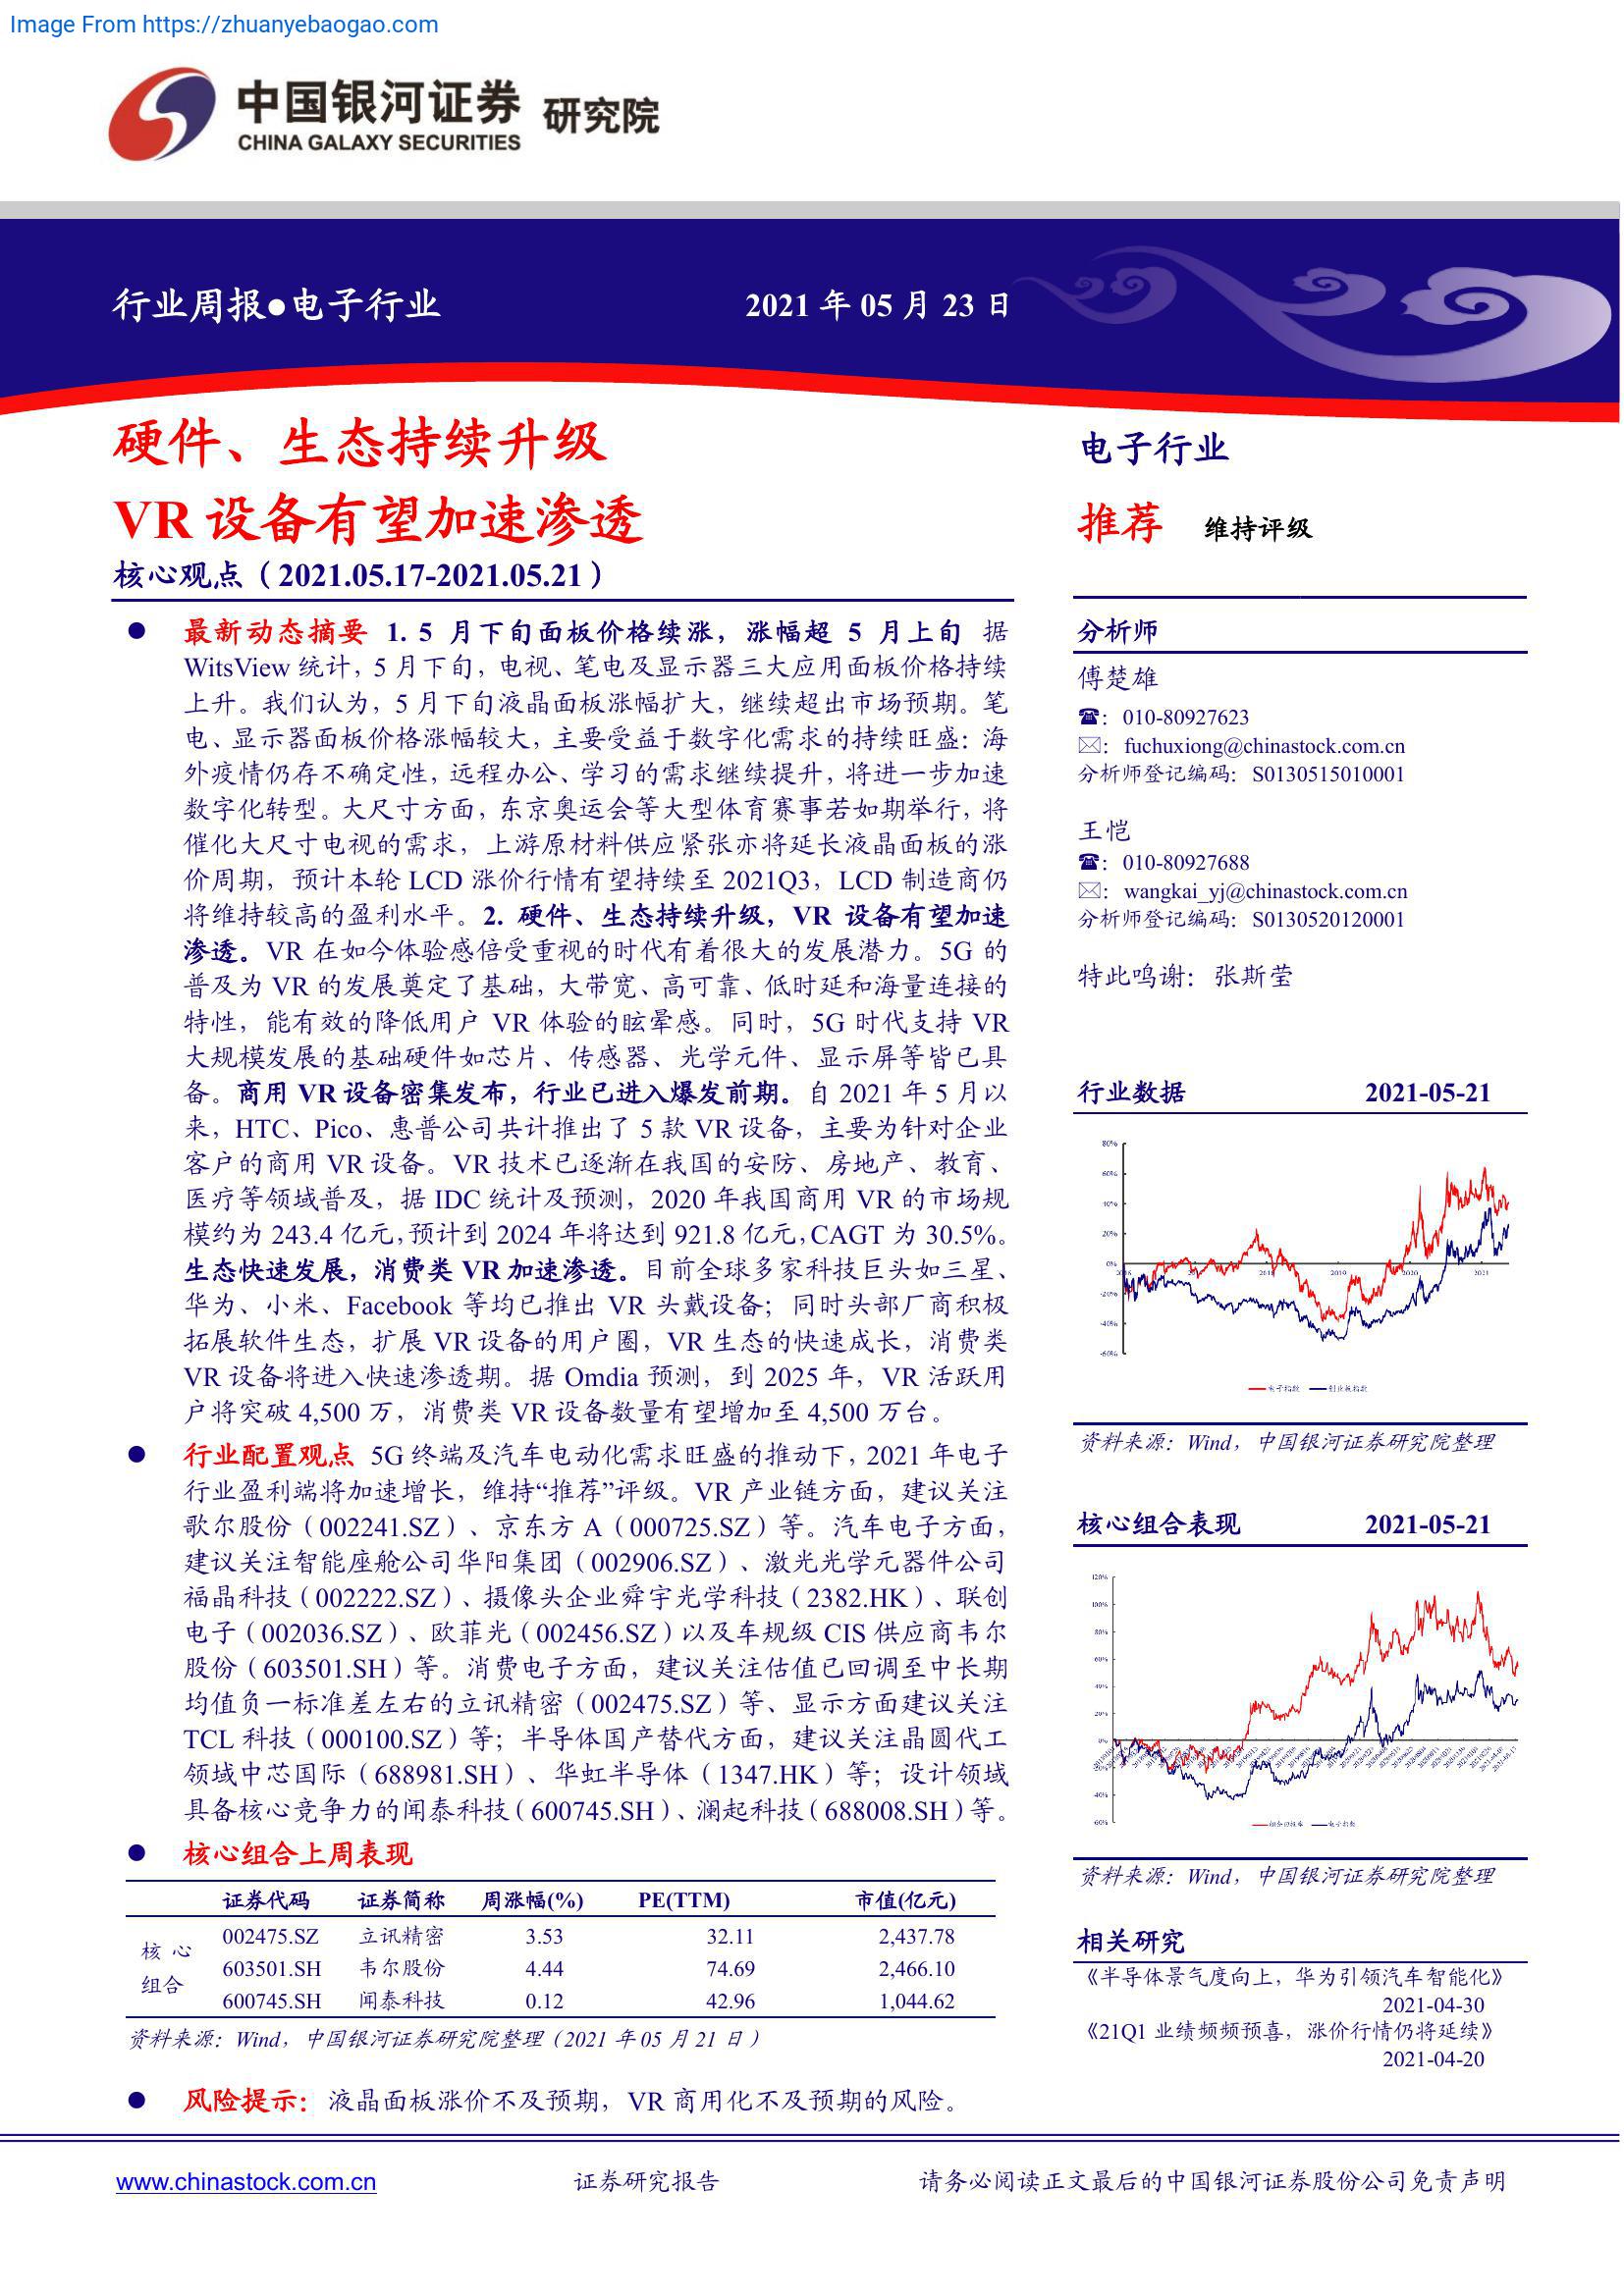 Image From https://zhuanyebaogao.com
中国银河证券 研究院
CHINA GALAXY SECURITIES
行业周报●电子行业
2021 年 05 月 23 日
硬件、生态持续升级
VR 设备有望加速渗透
核心观点（2021.05.17-2021.05.21）
● 最新动态摘要 1. 5 月下旬面板价格续涨，涨幅超 5 月上旬 据
WitsView 统计，5 月下旬，电视、笔电及显示器三大应用面板价格持续
上升。我们认为，5 月下旬液晶面板涨幅扩大，继续超出市场预期。笔
电、显示器面板价格涨幅较大，主要受益于数字化需求的持续旺盛：海
外疫情仍存不确定性，远程办公、学习的需求继续提升，将进一步加速
数字化转型。大尺寸方面，东京奥运会等大型体育赛事若如期举行，将
催化大尺寸电视的需求，上游原材料供应紧张亦将延长液晶面板的涨
价周期，预计本轮 LCD 涨价行情有望持续至 2021Q3，LCD 制造商仍
将维持较高的盈利水平。2. 硬件、生态持续升级，VR 设备有望加速
渗透。VR 在如今体验感倍受重视的时代有着很大的发展潜力。5G 的
普及为 VR 的发展奠定了基础，大带宽、高可靠、低时延和海量连接的
特性，能有效的降低用户 VR 体验的眩晕感。同时，5G 时代支持 VR
大规模发展的基础硬件如芯片、传感器、光学元件、显示屏等皆已具
备。商用 VR 设备密集发布，行业已进入爆发前期。自 2021 年 5 月以
来，HTC、Pico、惠普公司共计推出了 5 款 VR 设备，主要为针对企业
客户的商用 VR 设备。VR 技术已逐渐在我国的安防、房地产、教育、
医疗等领域普及，据 IDC 统计及预测，2020 年我国商用 VR 的市场规
模约为 243.4 亿元，预计到 2024 年将达到 921.8 亿元，CAGT 为 30.5%。
生态快速发展，消费类 VR 加速渗透。目前全球多家科技巨头如三星、
华为、小米、Facebook 等均已推出 VR 头戴设备；同时头部厂商积极
拓展软件生态，扩展 VR 设备的用户圈，VR 生态的快速成长，消费类
VR 设备将进入快速渗透期。据 Omdia 预测，到 2025 年，VR 活跃用
户将突破 4,500 万，消费类 VR 设备数量有望增加至 4,500 万台。
● 行业配置观点 5G 终端及汽车电动化需求旺盛的推动下，2021 年电子
行业盈利端将加速增长，维持“推荐”评级。VR 产业链方面，建议关注
歌尔股份（002241.SZ）、京东方 A（000725.SZ）等。汽车电子方面，
建议关注智能座舱公司华阳集团（002906.SZ）、激光光学元器件公司
福晶科技（002222.SZ）、摄像头企业舜宇光学科技（2382.HK）、联创
电子（002036.SZ）、欧菲光（002456.SZ）以及车规级 CIS 供应商韦尔
股份（603501.SH）等。消费电子方面，建议关注估值已回调至中长期
均值负一标准差左右的立讯精密（002475.SZ）等、显示方面建议关注
TCL 科技（000100.SZ）等；半导体国产替代方面，建议关注晶圆代工
领域中芯国际（688981.SH）、华虹半导体（1347.HK）等；设计领域
具备核心竞争力的闻泰科技（600745.SH）、澜起科技（688008.SH）等。
● 核心组合上周表现
证券代码 证券简称 周涨幅(%) PE(TTM) 市值(亿元)
核心组合
002475.SZ 立讯精密 3.53 32.11 2,437.78
603501.SH 韦尔股份 4.44 74.69 2,466.10
600745.SH 闻泰科技 0.12 42.96 1,044.62
资料来源：Wind，中国银河证券研究院整理（2021 年 05 月 21 日）
● 风险提示：液晶面板涨价不及预期，VR 商用化不及预期的风险。
电子行业
推荐 维持评级
分析师
傅楚雄
☎：010-80927623
✉：fuchuxiong@chinastock.com.cn
分析师登记编码：S0130515010001
王恺
☎：010-80927688
✉：wangkai_yj@chinastock.com.cn
分析师登记编码：S0130520120001
特此鸣谢：张斯莹
行业数据 2021-05-21
80%
60%
40%
20%
0%
-20%
-40%
-60%
2019
2020
2021
电子指数 创业板指数
资料来源：Wind，中国银河证券研究院整理
核心组合表现 2021-05-21
120%
100%
80%
60%
40%
20%
0%
电子指数
资料来源：Wind，中国银河证券研究院整理
相关研究
《半导体景气度向上，华为引领汽车智能化》
2021-04-30
《21Q1 业绩频频预喜，涨价行情仍将延续》
2021-04-20
www.chinastock.com.cn
证券研究报告
请务必阅读正文最后的中国银河证券股份公司免责声明